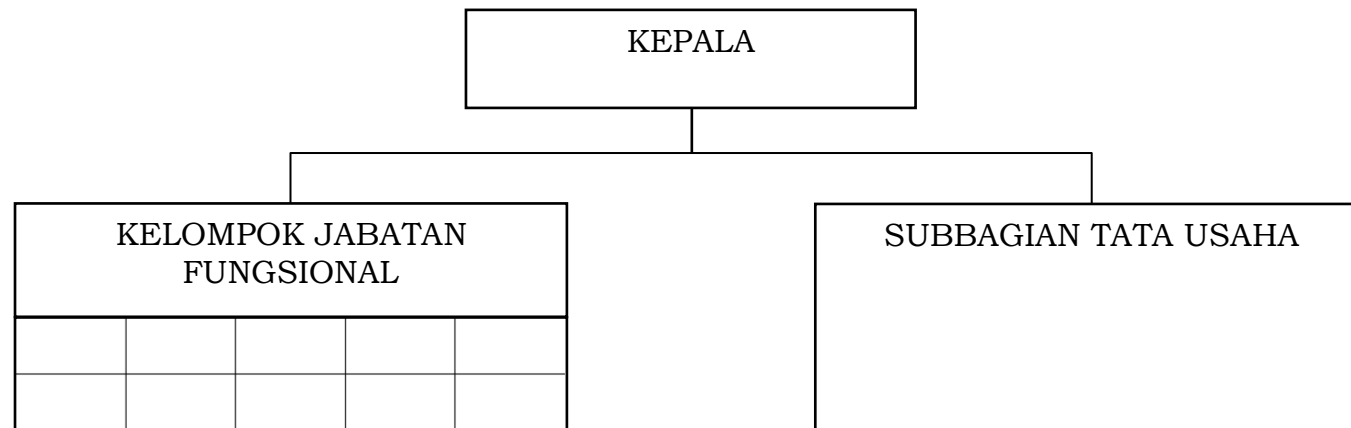 KEPALA
KELOMPOK JABATAN
FUNGSIONAL
SUBBAGIAN TATA USAHA